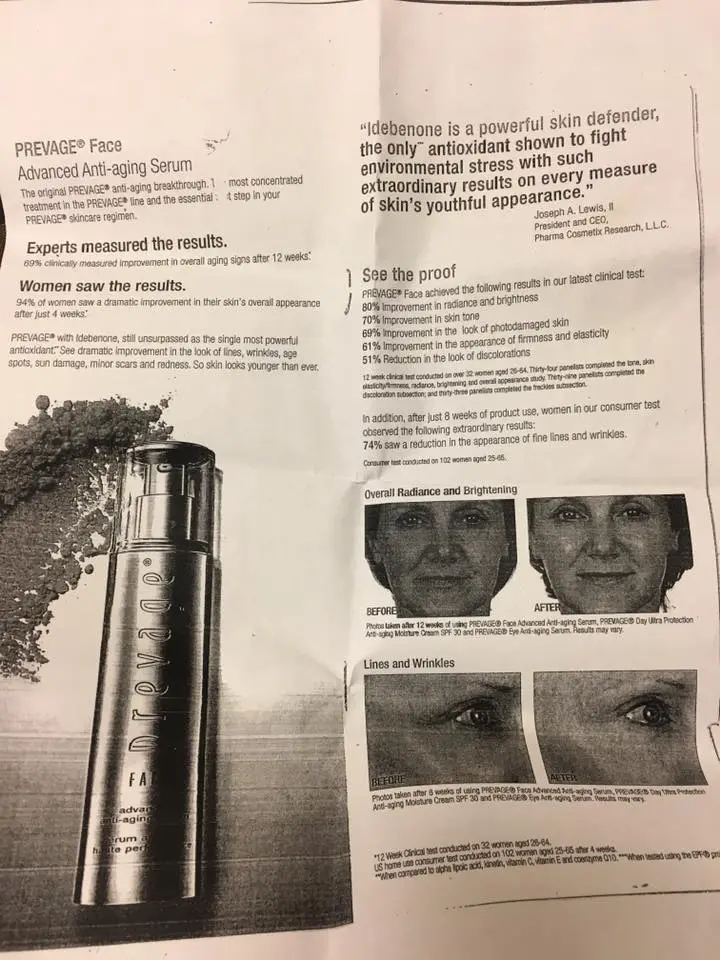 PREVAGE® Face
Advanced Anti-aging Serum
The original PREVAGE® anti-aging breakthrough. most concentrated
treatment in the PREVAGE® line and the essential step in your
PREVAGE® skincare regimen.
Experts measured the results.
69% clinically measured improvement in overall aging signs after 12 weeks*
Women saw the results.
94% of women saw a dramatic improvement in their skin's overall appearance
after just 4 weeks.*
PREVAGE® with Idebenone, still unsurpassed as the single most powerful
antioxidant.** See dramatic improvement in the look of lines, wrinkles, age
spots, sun damage, minor scars and redness. So skin looks younger than ever.
prevage®
advan
anti-aging
"Idebenone is a powerful skin defender,
the only antioxidant shown to fight
environmental stress with such
extraordinary results on every measure
of skin's youthful appearance."
Joseph A. Lewis, II
President and CEO,
Pharma Cosmetix Research, L.L.C.
See the proof
PREVAGE® Face achieved the following results in our latest clinical test:
80% Improvement in radiance and brightness
70% Improvement in skin tone
69% Improvement in the look of photodamaged skin
61% Improvement in the appearance of firmness and elasticity
51% Reduction in the look of discolorations
12 week clinical test conducted on over 32 women aged 26-64. Thirty-four panelists completed the tone, skin
elasticity/firmness, radiance, brightening and overall appearance study. Thirty-nine panelists completed the
discoloration subsection; and thirty-three panelists completed the freckles subsection.
In addition, after just 8 weeks of product use, women in our consumer test
observed the following extraordinary results:
74% saw a reduction in the appearance of fine lines and wrinkles.
Consumer test conducted on 102 women aged 25-65.
Overall Radiance and Brightening
BEFORE
AFTER
Photos taken after 12 weeks of using PREVAGE® Face Advanced Anti-aging Serum, PREVAGE® Day Ultra Protection
Anti-aging Moisture Cream SPF 30 and PREVAGE® Eye Anti-aging Serum. Results may vary.
Lines and Wrinkles
BEFORE
AFTER
Photos taken after 8 weeks of using PREVAGE® Face Advanced Anti-aging Serum, PREVAGE® Day Ultra Protection
Anti-aging Moisture Cream SPF 30 and PREVAGE® Eye Anti-aging Serum. Results may vary.
*12 Week Clinical test conducted on 32 women aged 26-64.
US home use consumer test conducted on 102 women aged 25-65 after 4 weeks. ***When tested using the EPF®
**When compared to alpha lipoic acid, kinetin, vitamin C, vitamin E and coenzyme Q10.